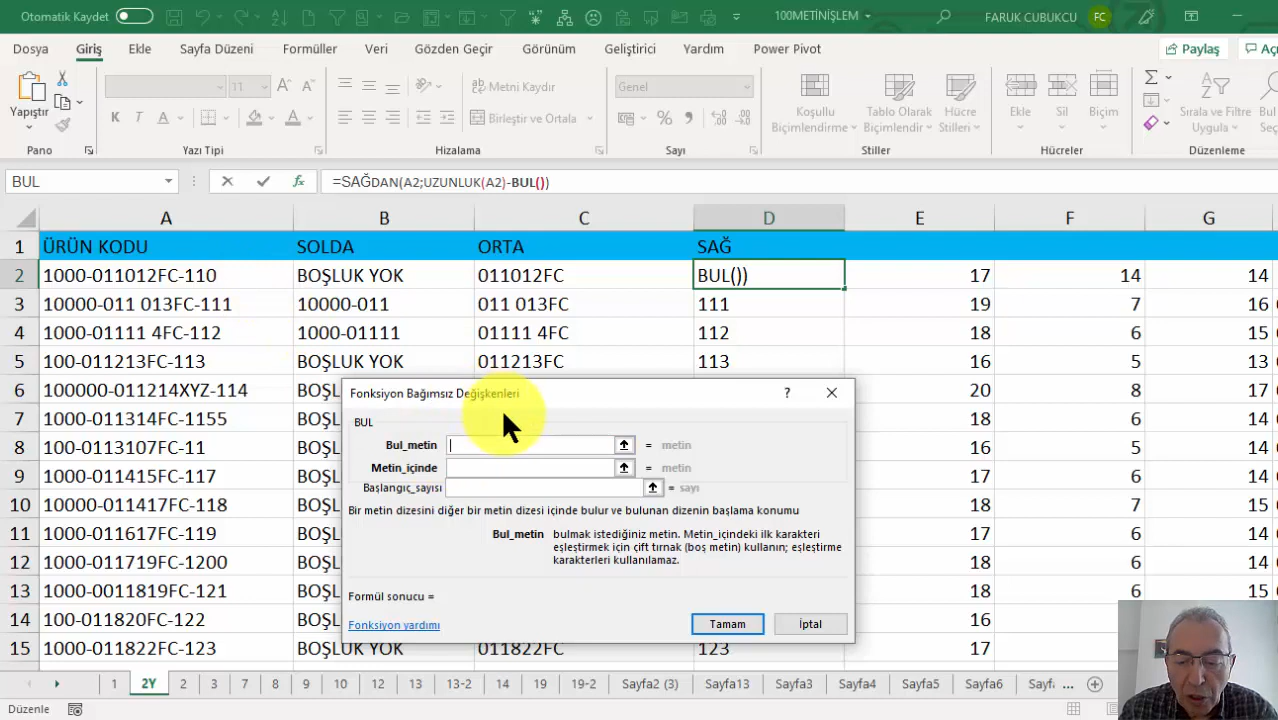 Otomatik Kaydet
100METİNİŞLEM
FARUK CUBUKCU
FC
Dosya Giriş Ekle Sayfa Düzeni Formüller Veri Gözden Geçir Görünüm Geliştirici Yardım Power Pivot Paylaş
Yapıştır
11
K T A
Metni Kaydır
Birleştir ve Ortala
Genel
Koşullu Biçimlendirme
Tablo Olarak Biçimlendir
Hücre Stilleri
Ekle
Sil
Biçim
Sırala ve Filtre Uygula
Pano Yazı Tipi Hizalama Sayı Stiller Hücreler Düzenleme
BUL =SAĞDAN(A2;UZUNLUK(A2)-BUL())
A B C D E F G
1 ÜRÜN KODU SOLDA ORTA SAĞ
2 1000-011012FC-110 BOŞLUK YOK 011012FC BUL()) 17 14 14
3 10000-011 013FC-111 10000-011 011 013FC 111 19 7 16
4 1000-01111 4FC-112 1000-01111 01111 4FC 112 18 6 15
5 100-011213FC-113 BOŞLUK YOK 011213FC 113 16 5 13
6 100000-011214XYZ-114 20 8 17
7 1000-011314FC-1155 18 6
8 100-0113107FC-11 6
9 1000-011415FC-117 6 14
10 10000-011417FC-118 18 7 15
11 1000-011617FC-119 6 14
12 1000-011719FC-1200 18 6 14
13 1000-0011819FC-121 18 6 15
14 100-011820FC-122 16
15 1000-011822FC-123 BOŞLUK YOK 011822FC 123 17
Fonksiyon Bağımsız Değişkenleri ?
BUL
Bul_metin = metin
Metin_içinde = metin
Başlangıç_sayısı = sayı
Bir metin dizesini diğer bir metin dizesi içinde bulur ve bulunan dizenin başlama konumu
Bul_metin bulmak istediğiniz metin. Metin_içindeki ilk karakteri
eşleştirmek için çift tırnak (boş metin) kullanın; eşleştirme
karakterleri kullanılamaz.
Formül sonucu =
Fonksiyon yardımı Tamam İptal
1 2Y 2 3 7 8 9 10 12 13 13-2 14 19 19-2 Sayfa2 (3) Sayfa13 Sayfa3 Sayfa4 Sayfa5 Sayfa6 ...
Düzenle